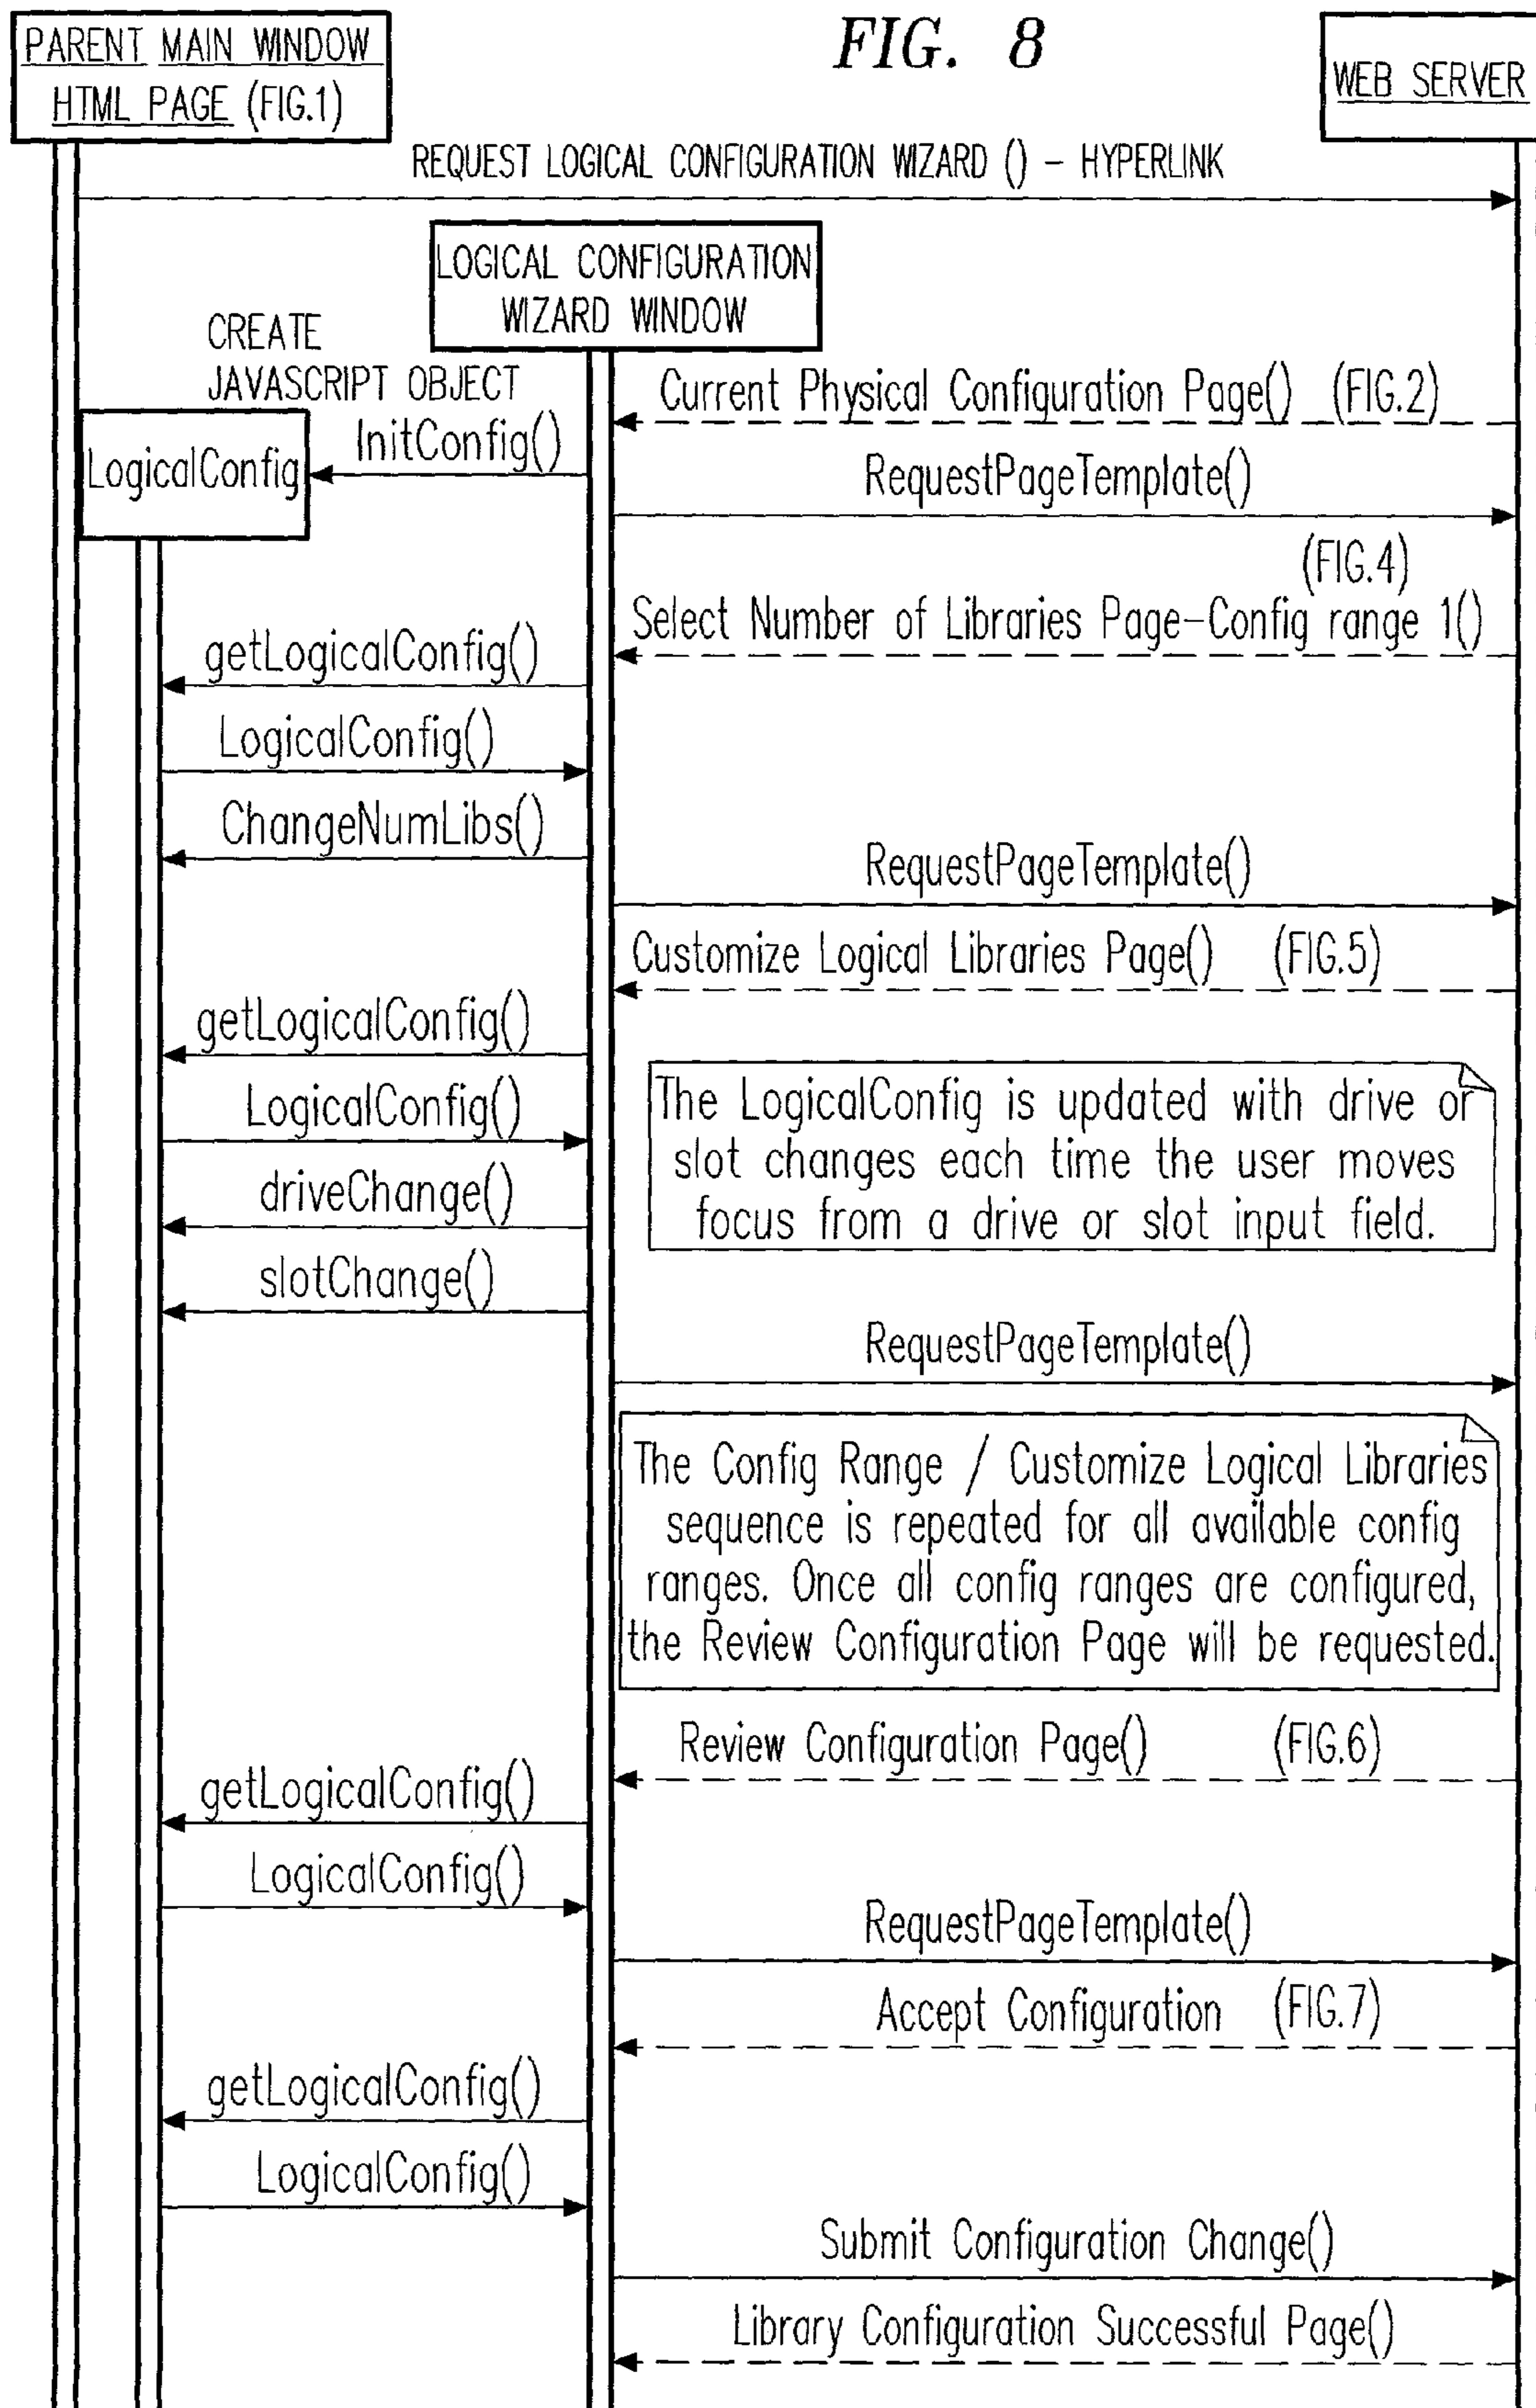 FIG. 8
PARENT MAIN WINDOW
HTML PAGE (FIG.1)
WEB SERVER
REQUEST LOGICAL CONFIGURATION WIZARD () - HYPERLINK
LOGICAL CONFIGURATION
WIZARD WINDOW
CREATE
JAVASCRIPT OBJECT
Current Physical Configuration Page() (FIG.2)
InitConfig()
LogicalConfig
RequestPageTemplate()
(FIG.4)
Select Number of Libraries Page-Config range 1()
getLogicalConfig()
LogicalConfig()
ChangeNumLibs()
RequestPageTemplate()
Customize Logical Libraries Page() (FIG.5)
getLogicalConfig()
LogicalConfig()
The LogicalConfig is updated with drive or
slot changes each time the user moves
focus from a drive or slot input field.
driveChange()
slotChange()
RequestPageTemplate()
The Config Range / Customize Logical Libraries
sequence is repeated for all available config
ranges. Once all config ranges are configured,
the Review Configuration Page will be requested.
Review Configuration Page() (FIG.6)
getLogicalConfig()
LogicalConfig()
RequestPageTemplate()
Accept Configuration (FIG.7)
getLogicalConfig()
LogicalConfig()
Submit Configuration Change()
Library Configuration Successful Page()